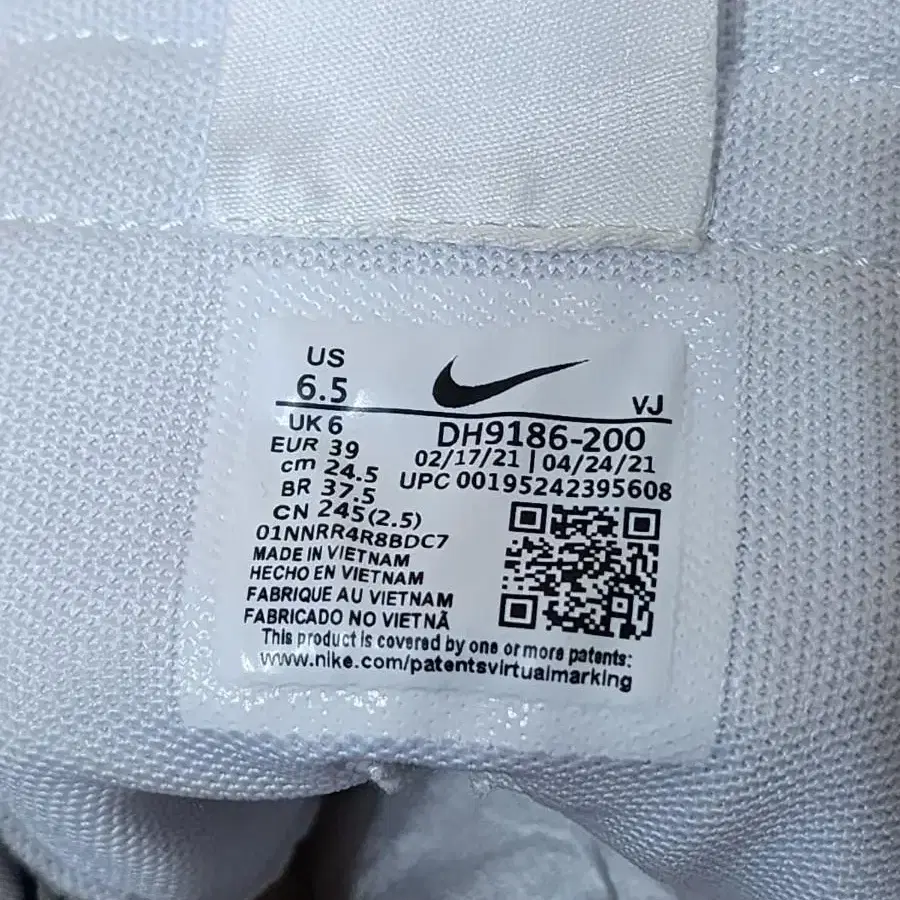 US
6.5
VJ
UK 6
EUR 39
cm 24.5
BR 37.5
CN 245(2.5)
DH9186-200
02/17/21 | 04/24/21
UPC 00195242395608
01NNRR4R8BDC7
MADE IN VIETNAM
HECHO EN VIETNAM
FABRIQUE AU VIETNAM
FABRICADO NO VIETNÃ
This product is covered by one or more patents:
www.nike.com/patentsvirtualmarking